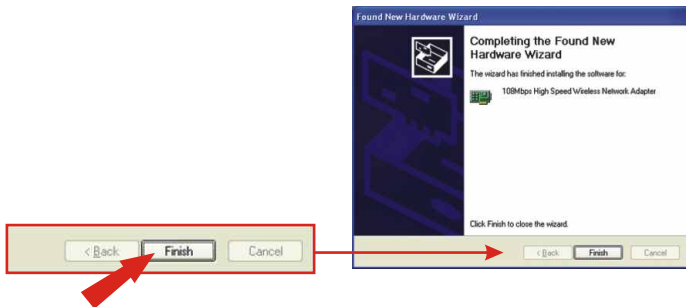 Found New Hardware Wizard
Completing the Found New
Hardware Wizard
The wizard has finished installing the software for:
108Mbps High Speed Wireless Network Adapter
Click Finish to close the wizard.
< Back Finish Cancel
< Back Finish Cancel